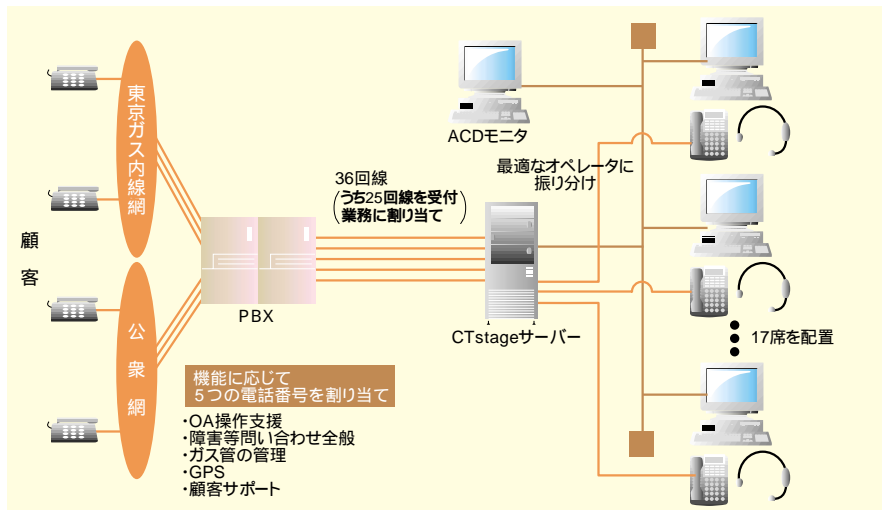 顧客
東京ガス内線網
公衆網
PBX
36回線
(うち25回線を受付
業務に割り当て)
機能に応じて
5つの電話番号を割り当て
・OA操作支援
・障害等問い合わせ全般
・ガス管の管理
・GPS
・顧客サポート
ACDモニタ
最適なオペレータに
振り分け
CTstageサーバー
17席を配置